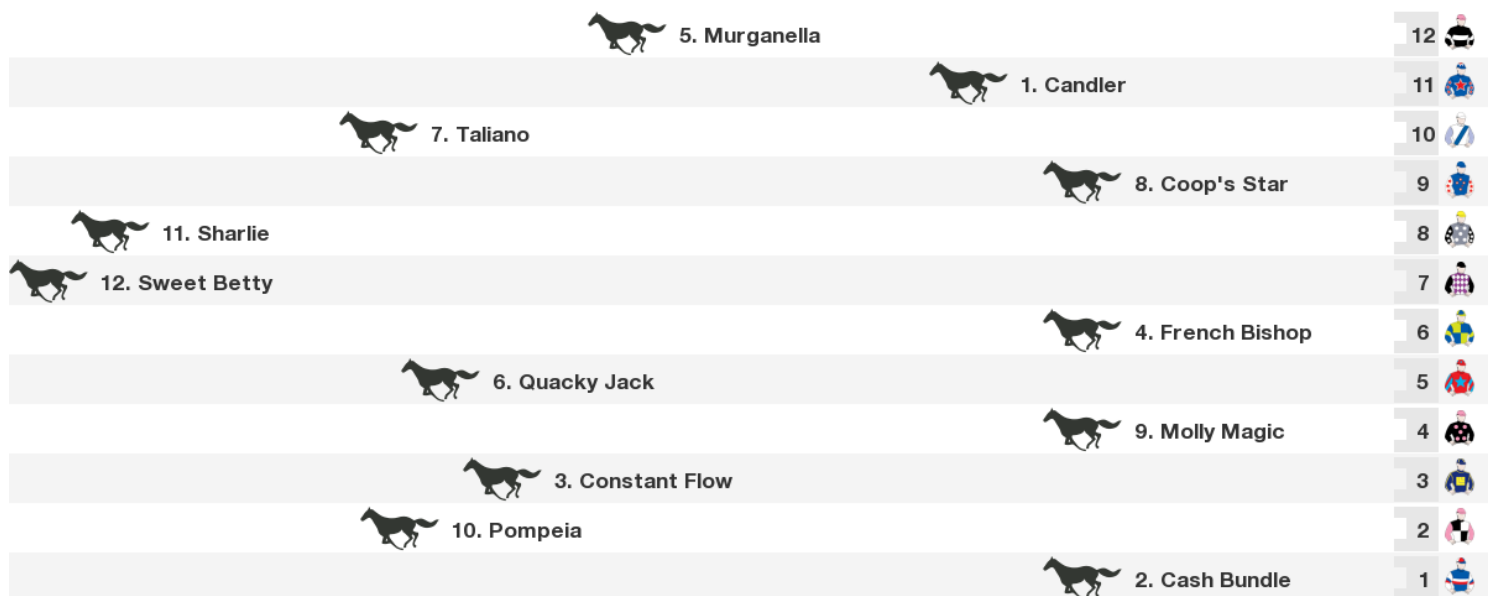 5. Murganella 12
1. Candler 11
7. Taliano 10
8. Coop's Star 9
11. Sharlie 8
12. Sweet Betty 7
4. French Bishop 6
6. Quacky Jack 5
9. Molly Magic 4
3. Constant Flow 3
10. Pompeia 2
2. Cash Bundle 1